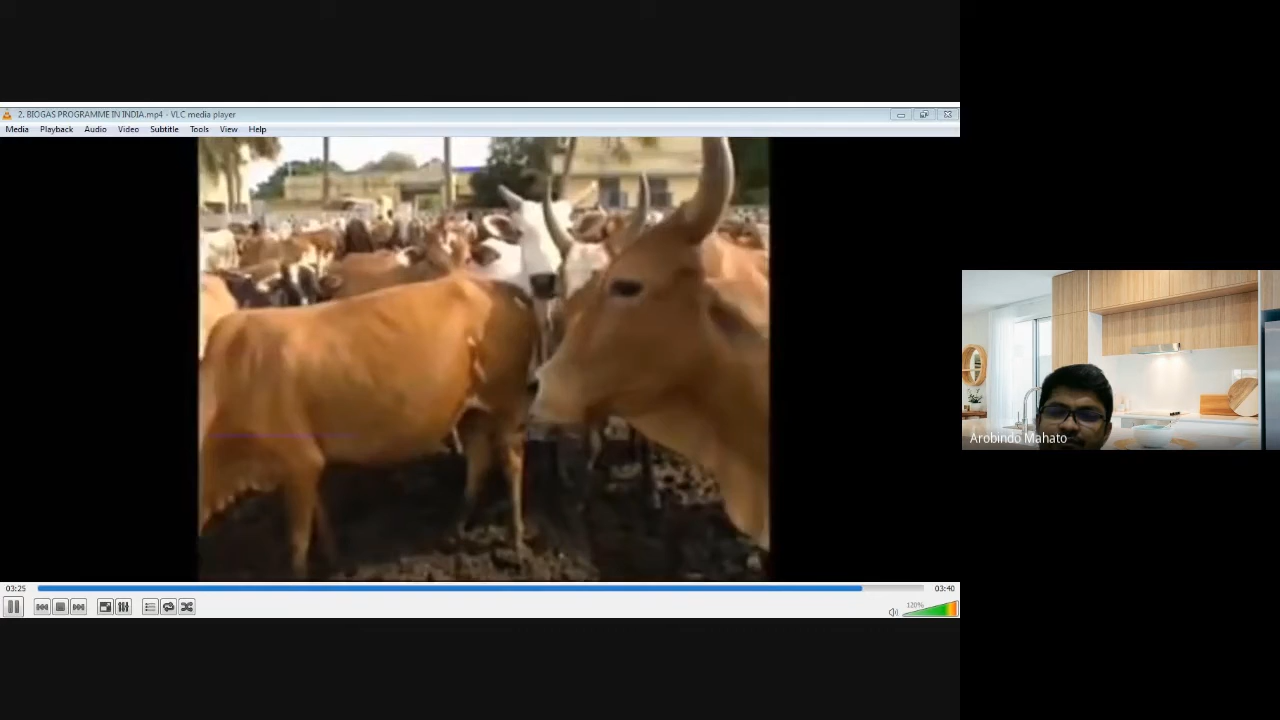 2. BIOGAS PROGRAMME IN INDIA.mp4 - VLC media player
Media Playback Audio Video Subtitle Tools View Help
Arobindo Mahato
03:25 03:40
120%